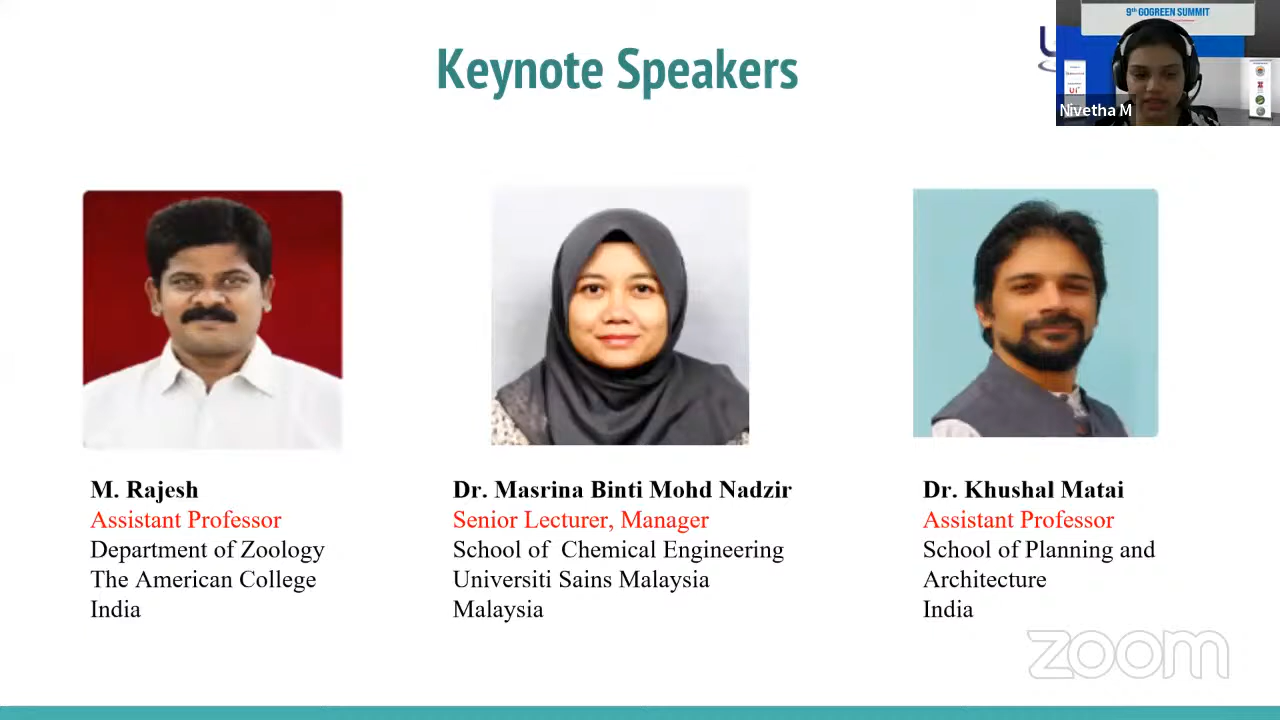 Keynote Speakers
9th GOGREEN SUMMIT
Nivetha M
M. Rajesh
Assistant Professor
Department of Zoology
The American College
India
Dr. Masrina Binti Mohd Nadzir
Senior Lecturer, Manager
School of Chemical Engineering
Universiti Sains Malaysia
Malaysia
Dr. Khushal Matai
Assistant Professor
School of Planning and
Architecture
India
zoom